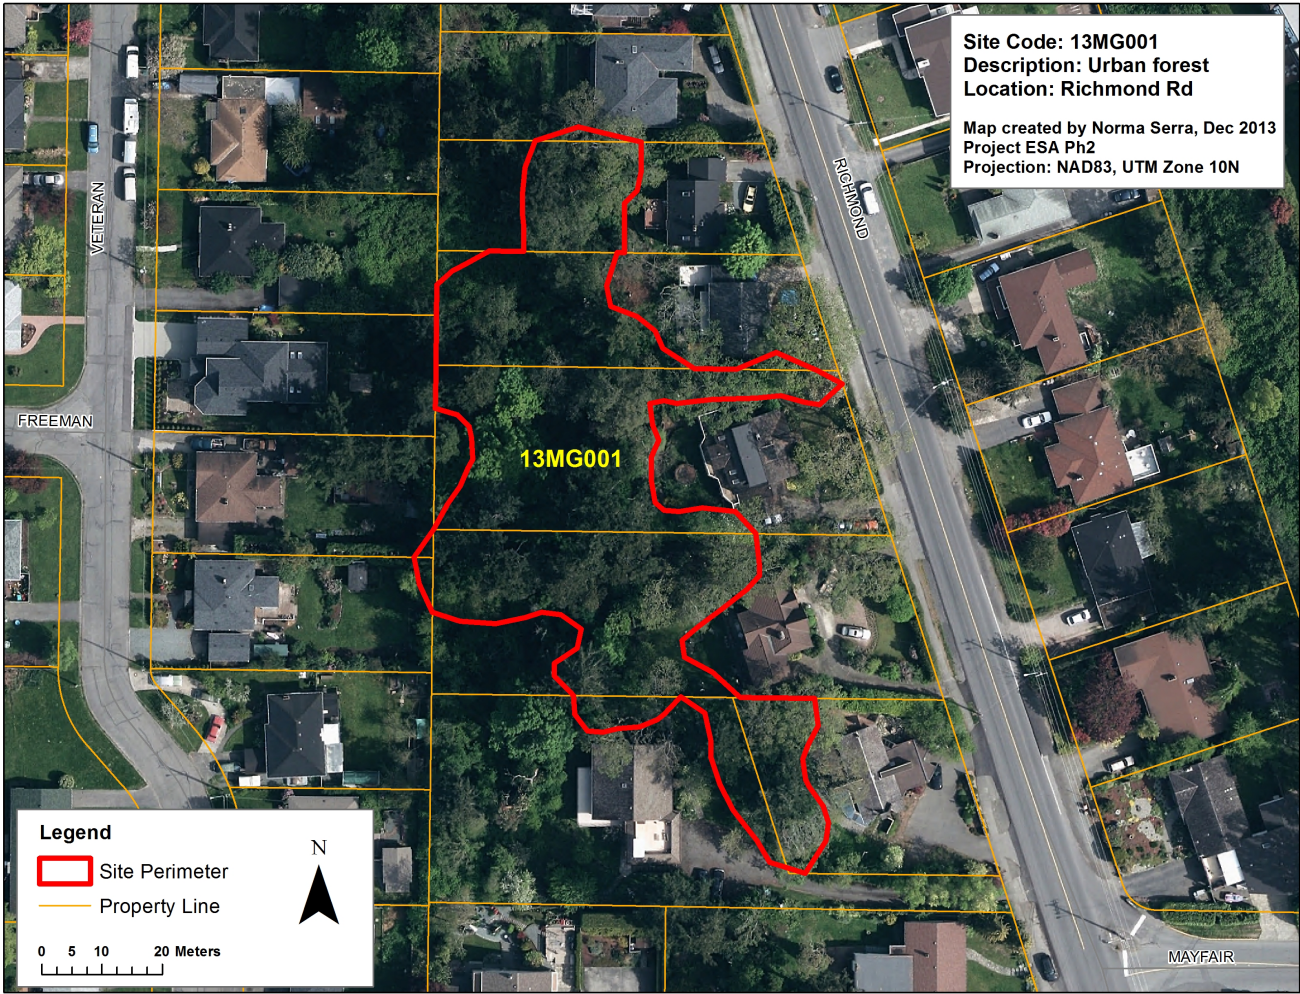 Site Code: 13MG001
Description: Urban forest
Location: Richmond Rd
Map created by Norma Serra, Dec 2013
Project ESA Ph2
Projection: NAD83, UTM Zone 10N
VETERAN
RICHMOND
FREEMAN
13MG001
Legend
Site Perimeter
Property Line
N
0 5 10 20 Meters
MAYFAIR